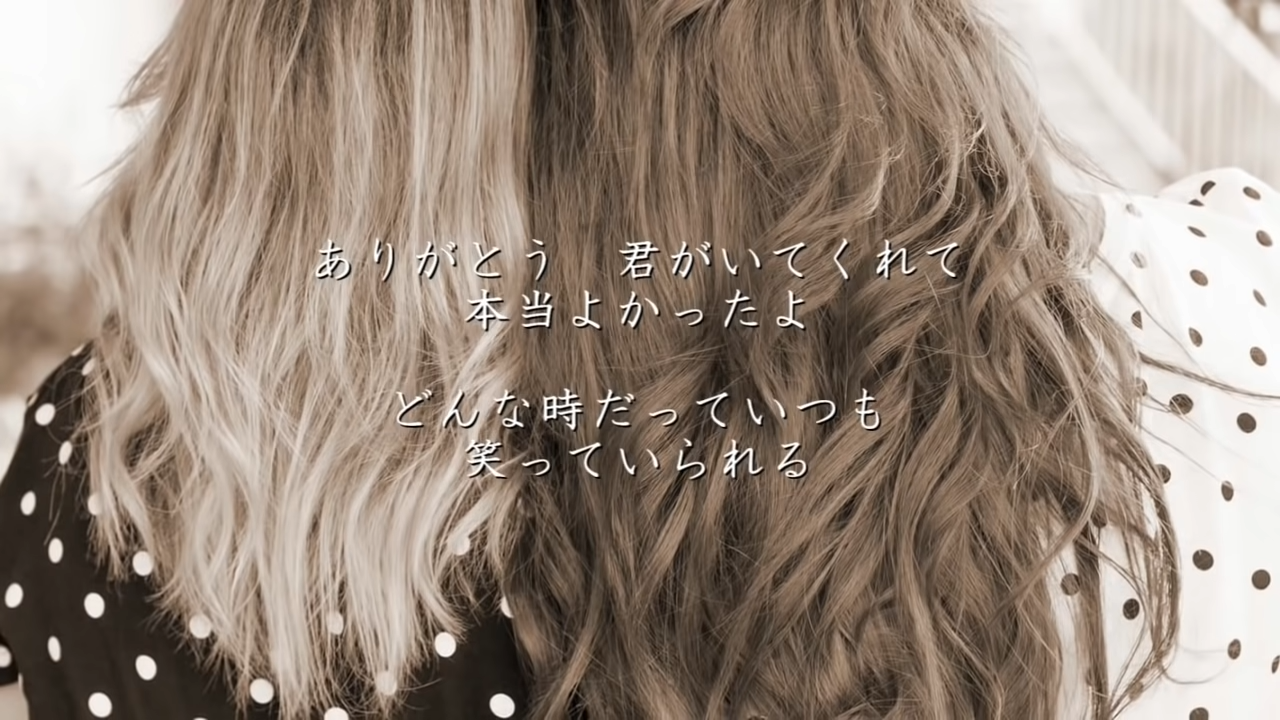 ありがとう　君がいてくれて
本当よかったよ
どんな時だっていつも
笑っていられる